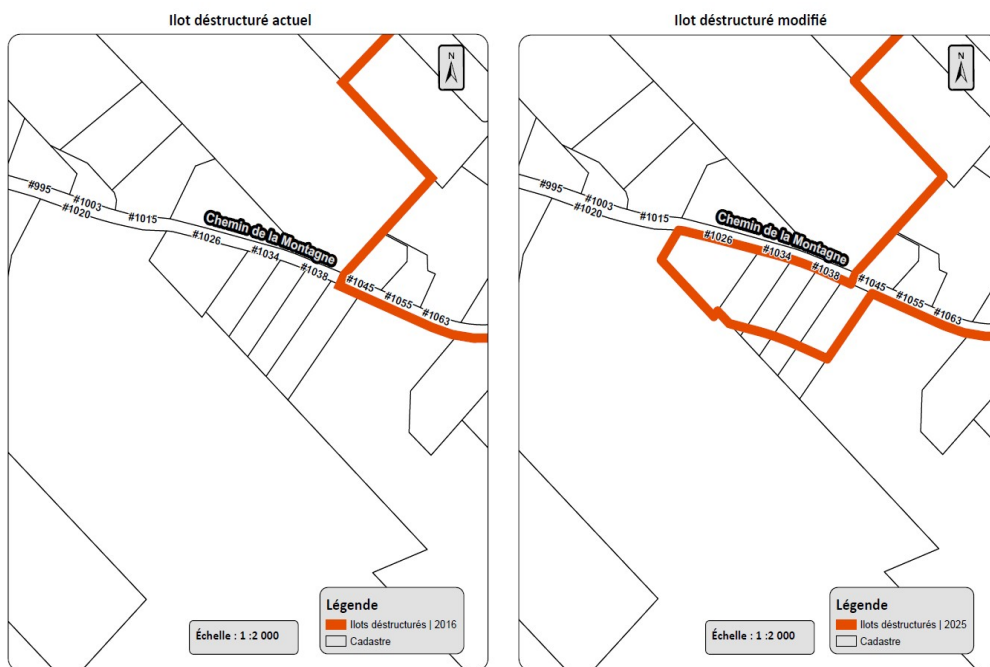 Ilot déstructuré actuel
N
#995
#1003
#1020
#1015
Chemin de la Montagne
#1026
#1034
#1038
#1045
#1055
#1063
Échelle : 1 :2 000
Légende
Ilots déstructurés | 2016
Cadastre
Ilot déstructuré modifié
N
#995
#1003
#1020
#1015
Chemin de la Montagne
#1026
#1034
#1038
#1045
#1055
#1063
Échelle : 1 :2 000
Légende
Ilots déstructurés | 2025
Cadastre